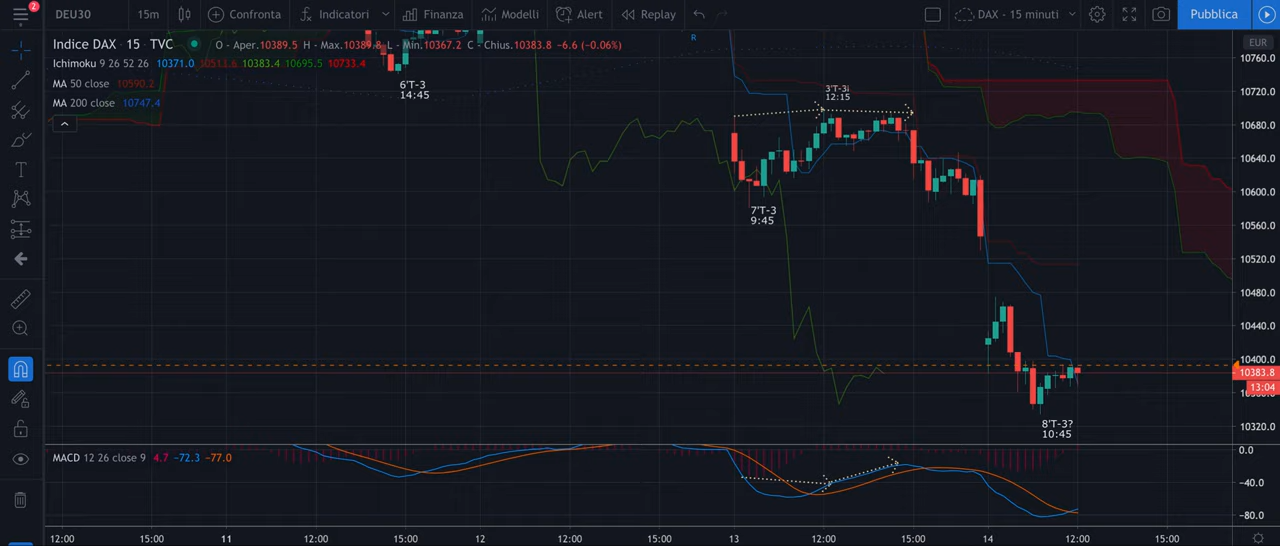 2
DEU30 15m Confronta Indicatori Finanza Modelli Alert Replay DAX - 15 minuti Pubblica
Indice DAX · 15 · TVC O - Aper.10389.5 H - Max.10389.8 L - Min.10367.2 C - Chius.10383.8 -6.6 (-0.06%)
Ichimoku 9 26 52 26 10371.0 10513.6 10383.4 10695.5 10733.4
MA 50 close 10590.2
MA 200 close 10747.4
R
EUR
6'T-3
14:45
3'T-3i
12:15
7'T-3
9:45
8'T-3?
10:45
10760.0
10720.0
10680.0
10640.0
10600.0
10560.0
10520.0
10480.0
10440.0
10400.0
10383.8
13:04
10320.0
MACD 12 26 close 9 4.7 -72.3 -77.0
0.0
-40.0
-80.0
12:00 15:00 11 12:00 15:00 12 12:00 15:00 13 12:00 15:00 14 12:00 15:00